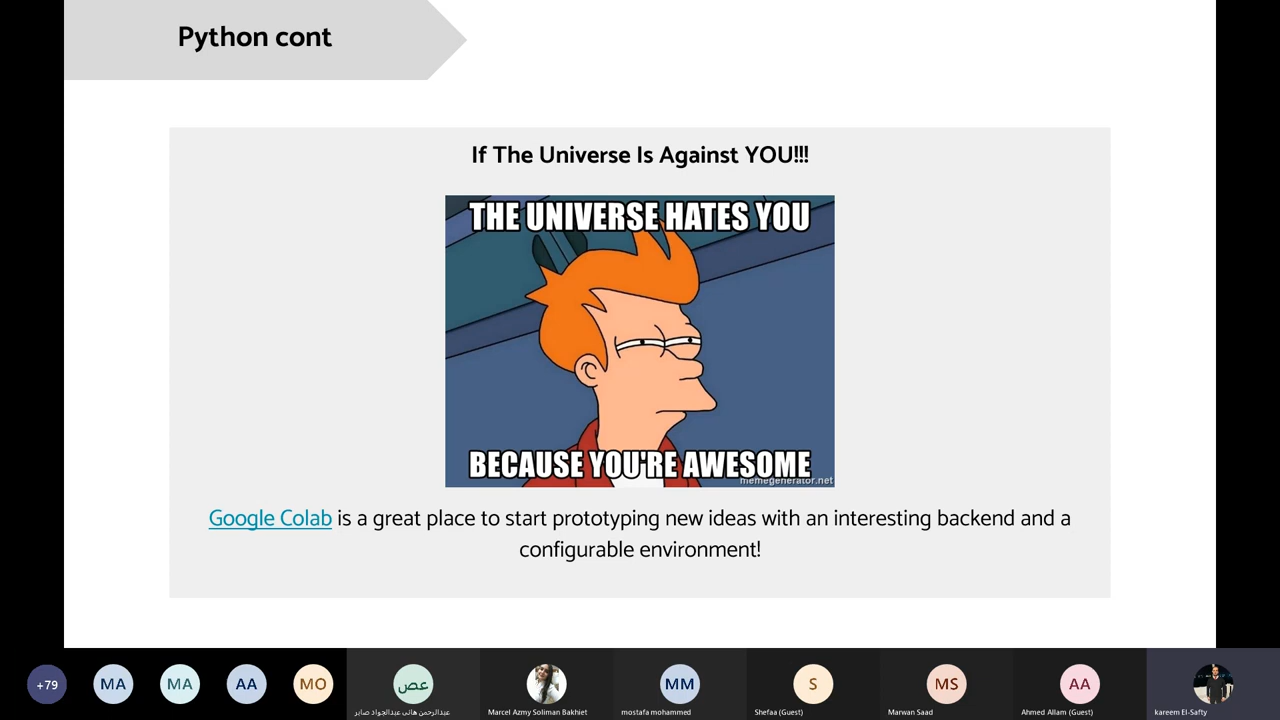 Python cont
If The Universe Is Against YOU!!!
THE UNIVERSE HATES YOU
BECAUSE YOU'RE AWESOME
memegenerator.net
Google Colab is a great place to start prototyping new ideas with an interesting backend and a
configurable environment!
+79
MA
MA
AA
MO
عص
MM
S
MS
AA
عبدالرحمن هانى عبدالجواد صابر
Marcel Azmy Soliman Bakhiet
mostafa mohammed
Shefaa (Guest)
Marwan Saad
Ahmed Allam (Guest)
kareem El-Safty